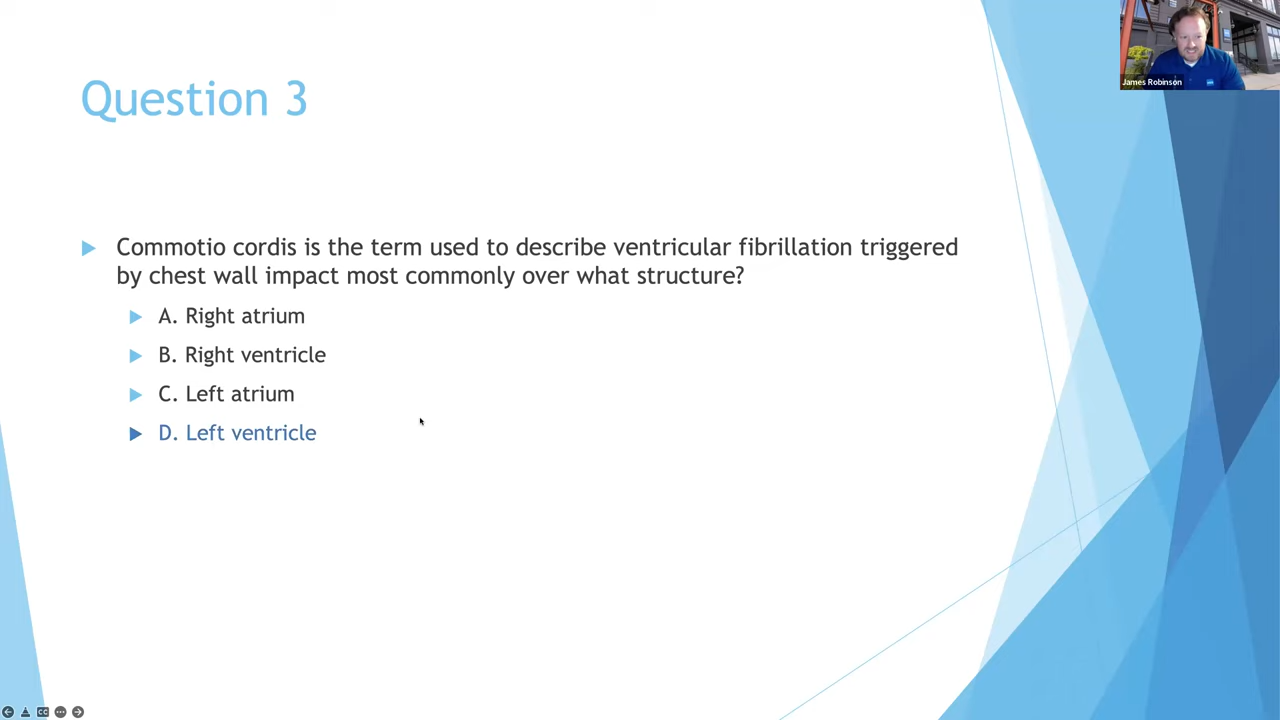 James Robinson
Question 3
Commotio cordis is the term used to describe ventricular fibrillation triggered
by chest wall impact most commonly over what structure?
A. Right atrium
B. Right ventricle
C. Left atrium
D. Left ventricle
CC